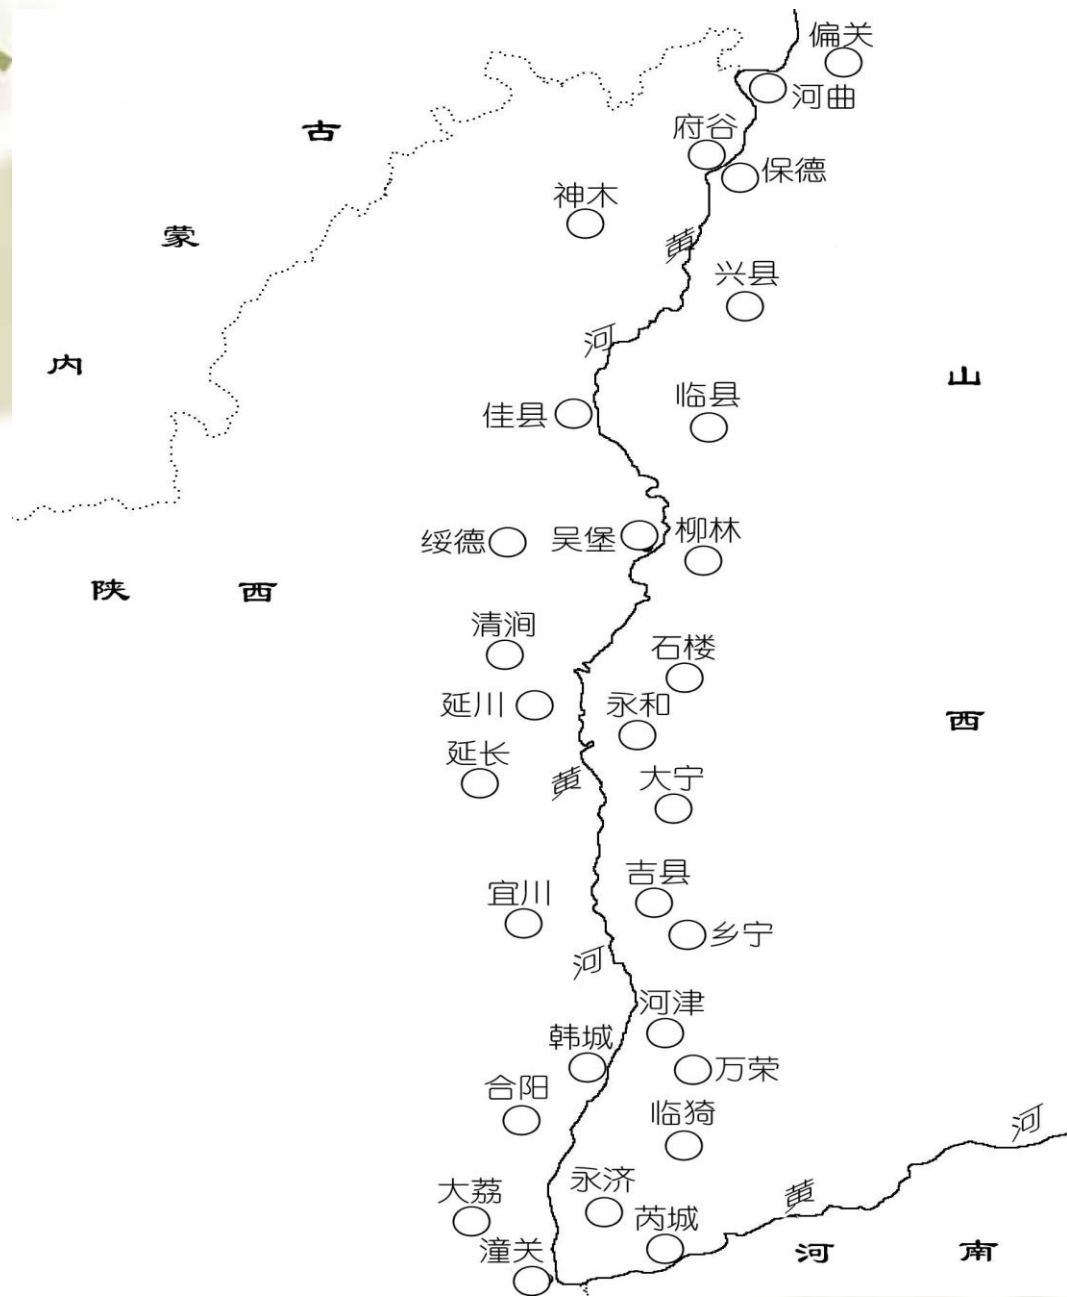 偏关
河曲
古
府谷
保德
神木
蒙
黄
兴县
河
内
山
临县
佳县
柳林
吴堡
绥德
陕 西
清涧
石楼
延川
永和
西
延长
大宁
黄
吉县
宜川
乡宁
河
河津
韩城
万荣
合阳
临猗
河
永济
大荔
黄
芮城
潼关
河 南